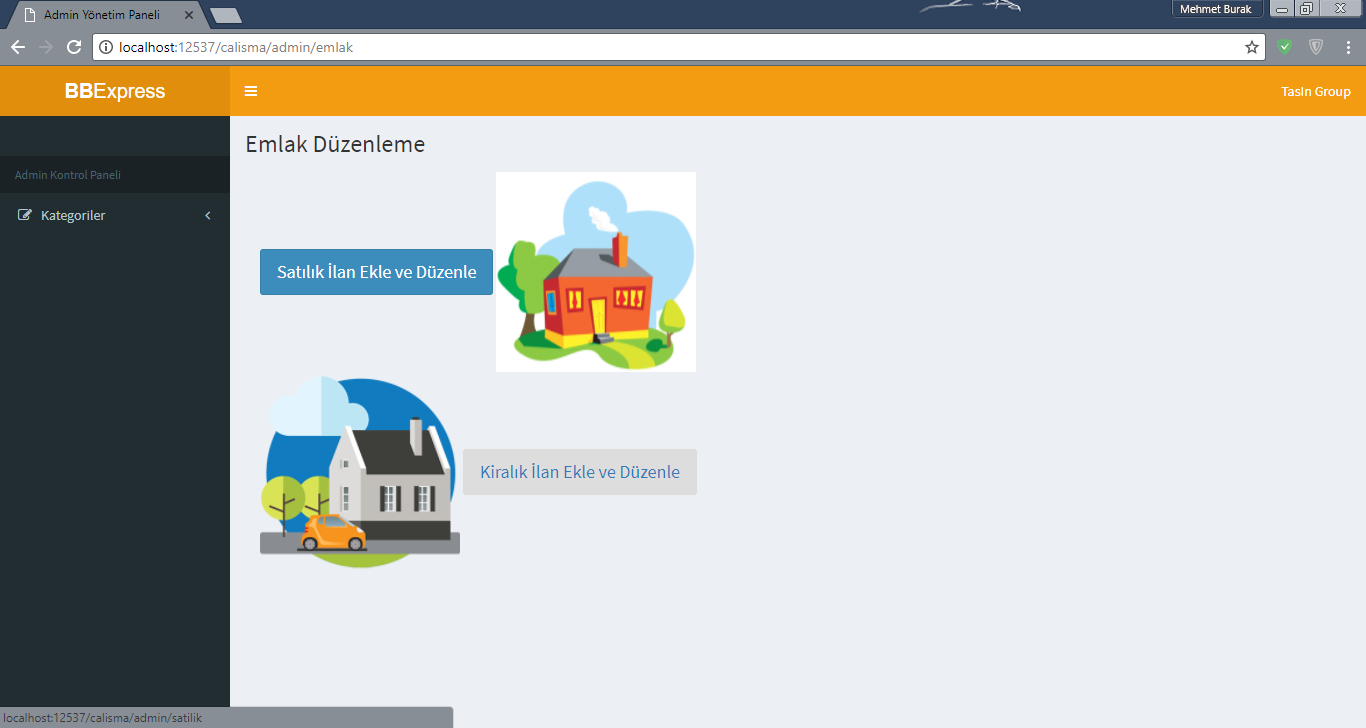 Admin Yönetim Paneli
Mehmet Burak
localhost:12537/calisma/admin/emlak
BBExpress
Tasin Group
Emlak Düzenleme
Admin Kontrol Paneli
Kategoriler
Satılık İlan Ekle ve Düzenle
Kiralık İlan Ekle ve Düzenle
localhost:12537/calisma/admin/satilik